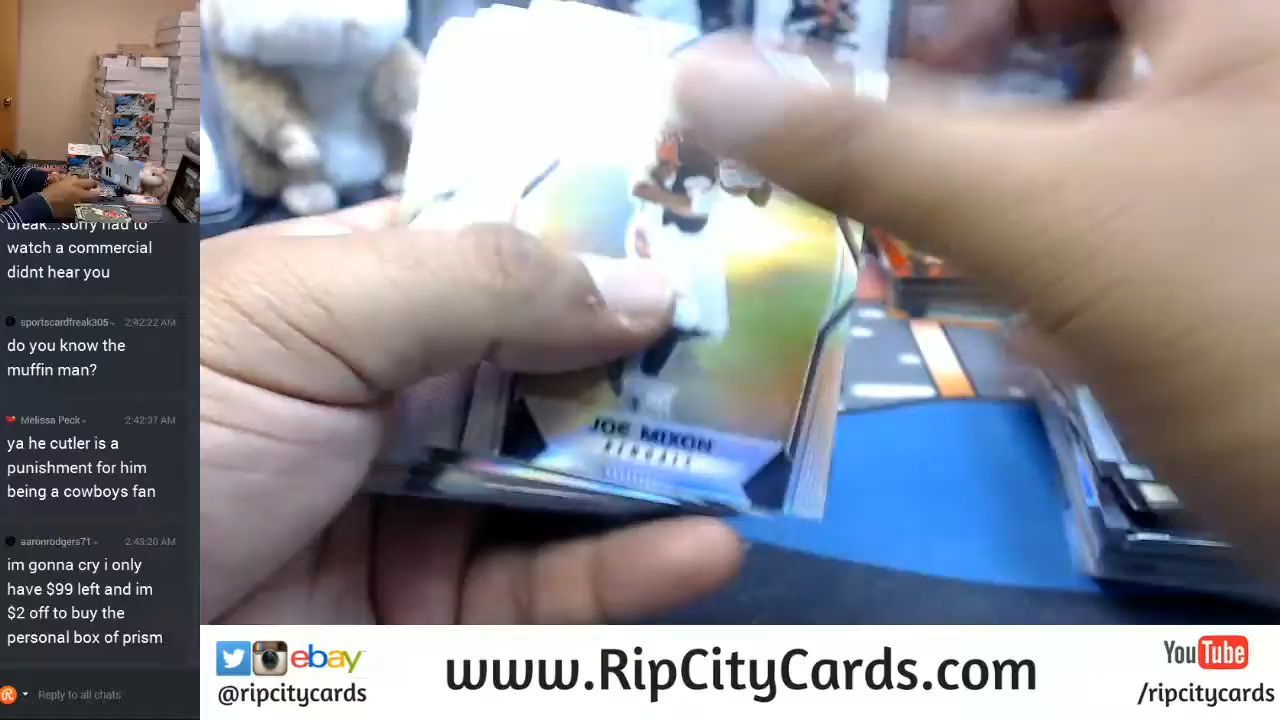 break...sorry had to
watch a commercial
didnt hear you
sportscardfreak305 2:42:22 AM
do you know the
muffin man?
Melissa Peck 2:42:37 AM
ya he cutler is a
punishment for him
being a cowboys fan
aaronrodgers71 2:43:20 AM
im gonna cry i only
have $99 left and im
$2 off to buy the
personal box of prism
Reply to all chats
JOE MIXON
BENGALS
ebay
@ripcitycards
www.RipCityCards.com
YouTube
/ripcitycards